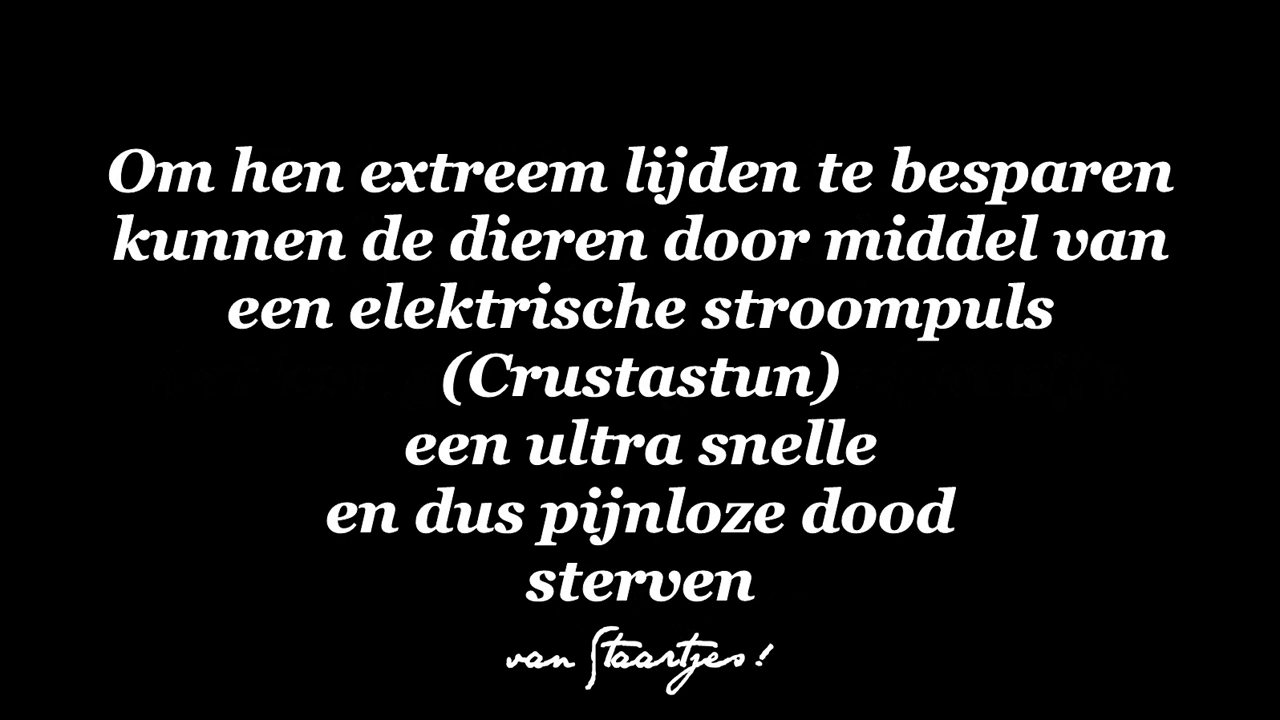 Om hen extreem lijden te besparen
kunnen de dieren door middel van
een elektrische stroompuls
(Crustastun)
een ultra snelle
en dus pijnloze dood
sterven
van Staartjes!